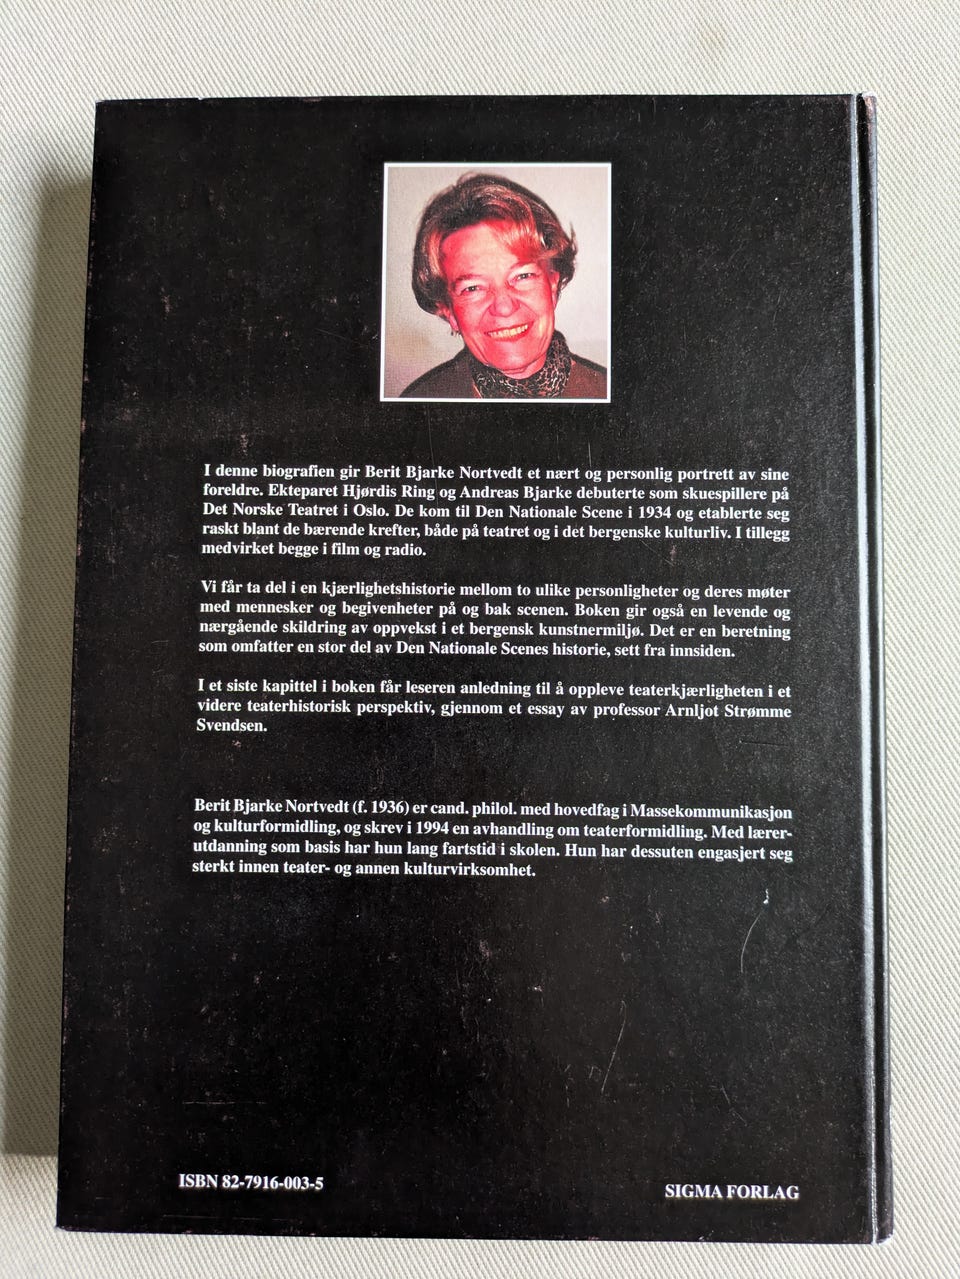 I denne biografien gir Berit Bjarke Nortvedt et nært og personlig portrett av sine
foreldre. Ekteparet Hjørdis Ring og Andreas Bjarke debuterte som skuespillere på
Det Norske Teatret i Oslo. De kom til Den Nationale Scene i 1934 og etablerte seg
raskt blant de bærende krefter, både på teatret og i det bergenske kulturliv. I tillegg
medvirket begge i film og radio.
Vi får ta del i en kjærlighetshistorie mellom to ulike personligheter og deres møter
med mennesker og begivenheter på og bak scenen. Boken gir også en levende og
nærgående skildring av oppvekst i et bergensk kunstnermiljø. Det er en beretning
som omfatter en stor del av Den Nationale Scenes historie, sett fra innsiden.
I et siste kapittel i boken får leseren anledning til å oppleve teaterkjærligheten i et
videre teaterhistorisk perspektiv, gjennom et essay av professor Arnljot Strømme
Svendsen.
Berit Bjarke Nortvedt (f. 1936) er cand. philol. med hovedfag i Massekommunikasjon
og kulturformidling, og skrev i 1994 en avhandling om teaterformidling. Med lærer-
utdanning som basis har hun lang fartstid i skolen. Hun har dessuten engasjert seg
sterkt innen teater- og annen kulturvirksomhet.
ISBN 82-7916-003-5
SIGMA FORLAG